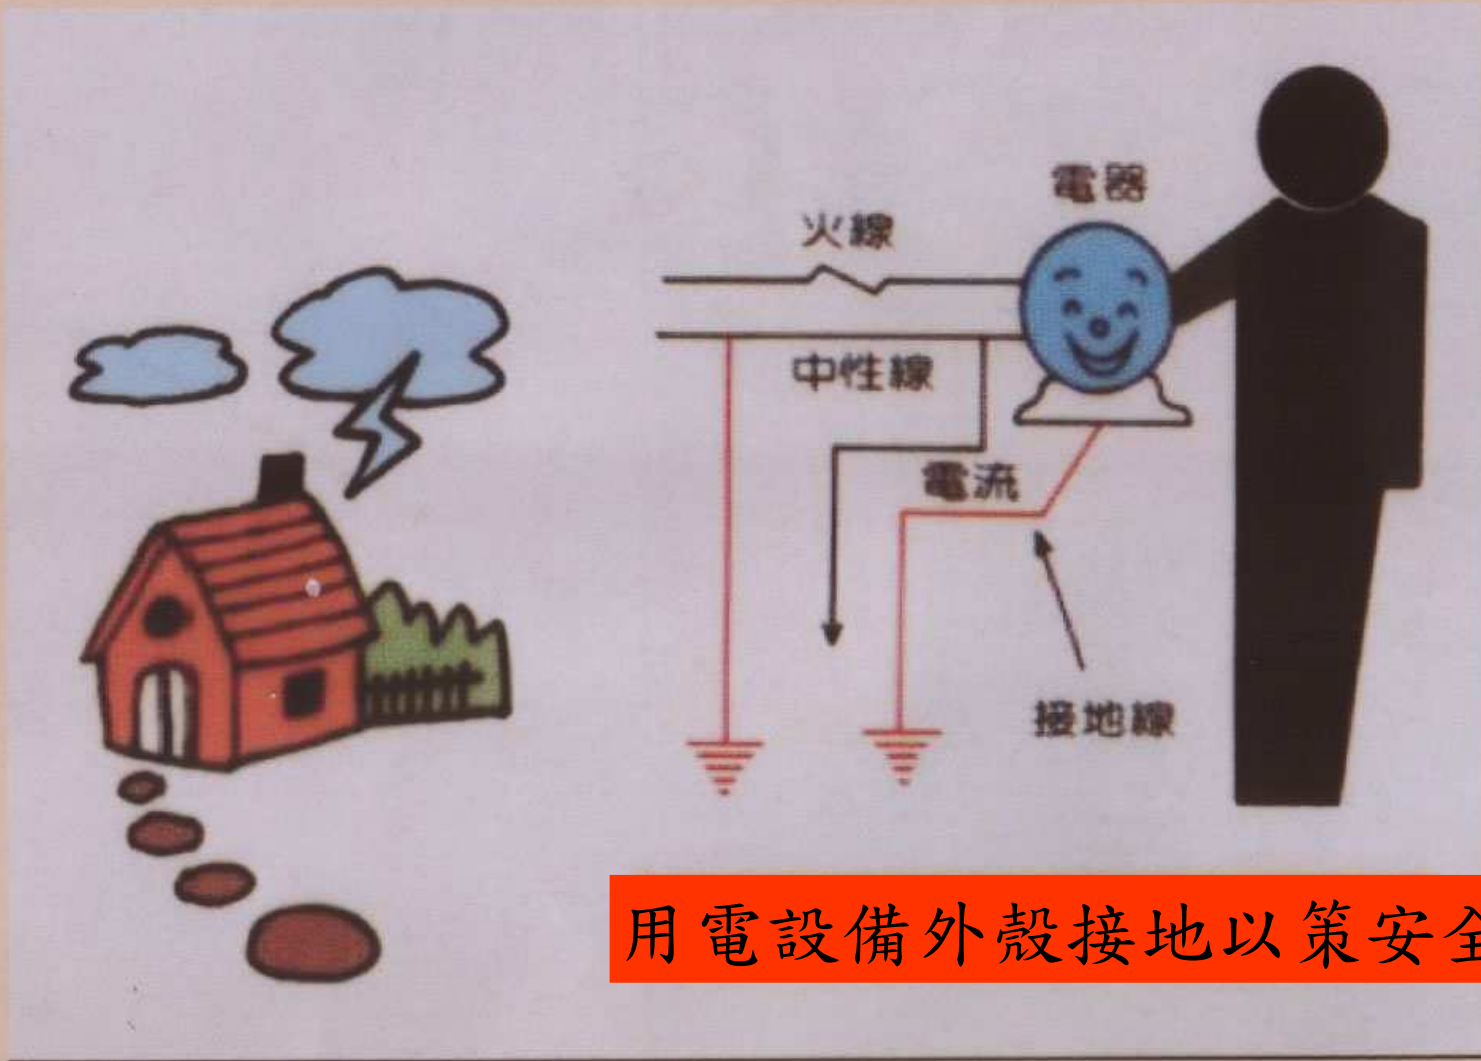 電器
火線
中性線
電流
接地線
用電設備外殼接地以策安全